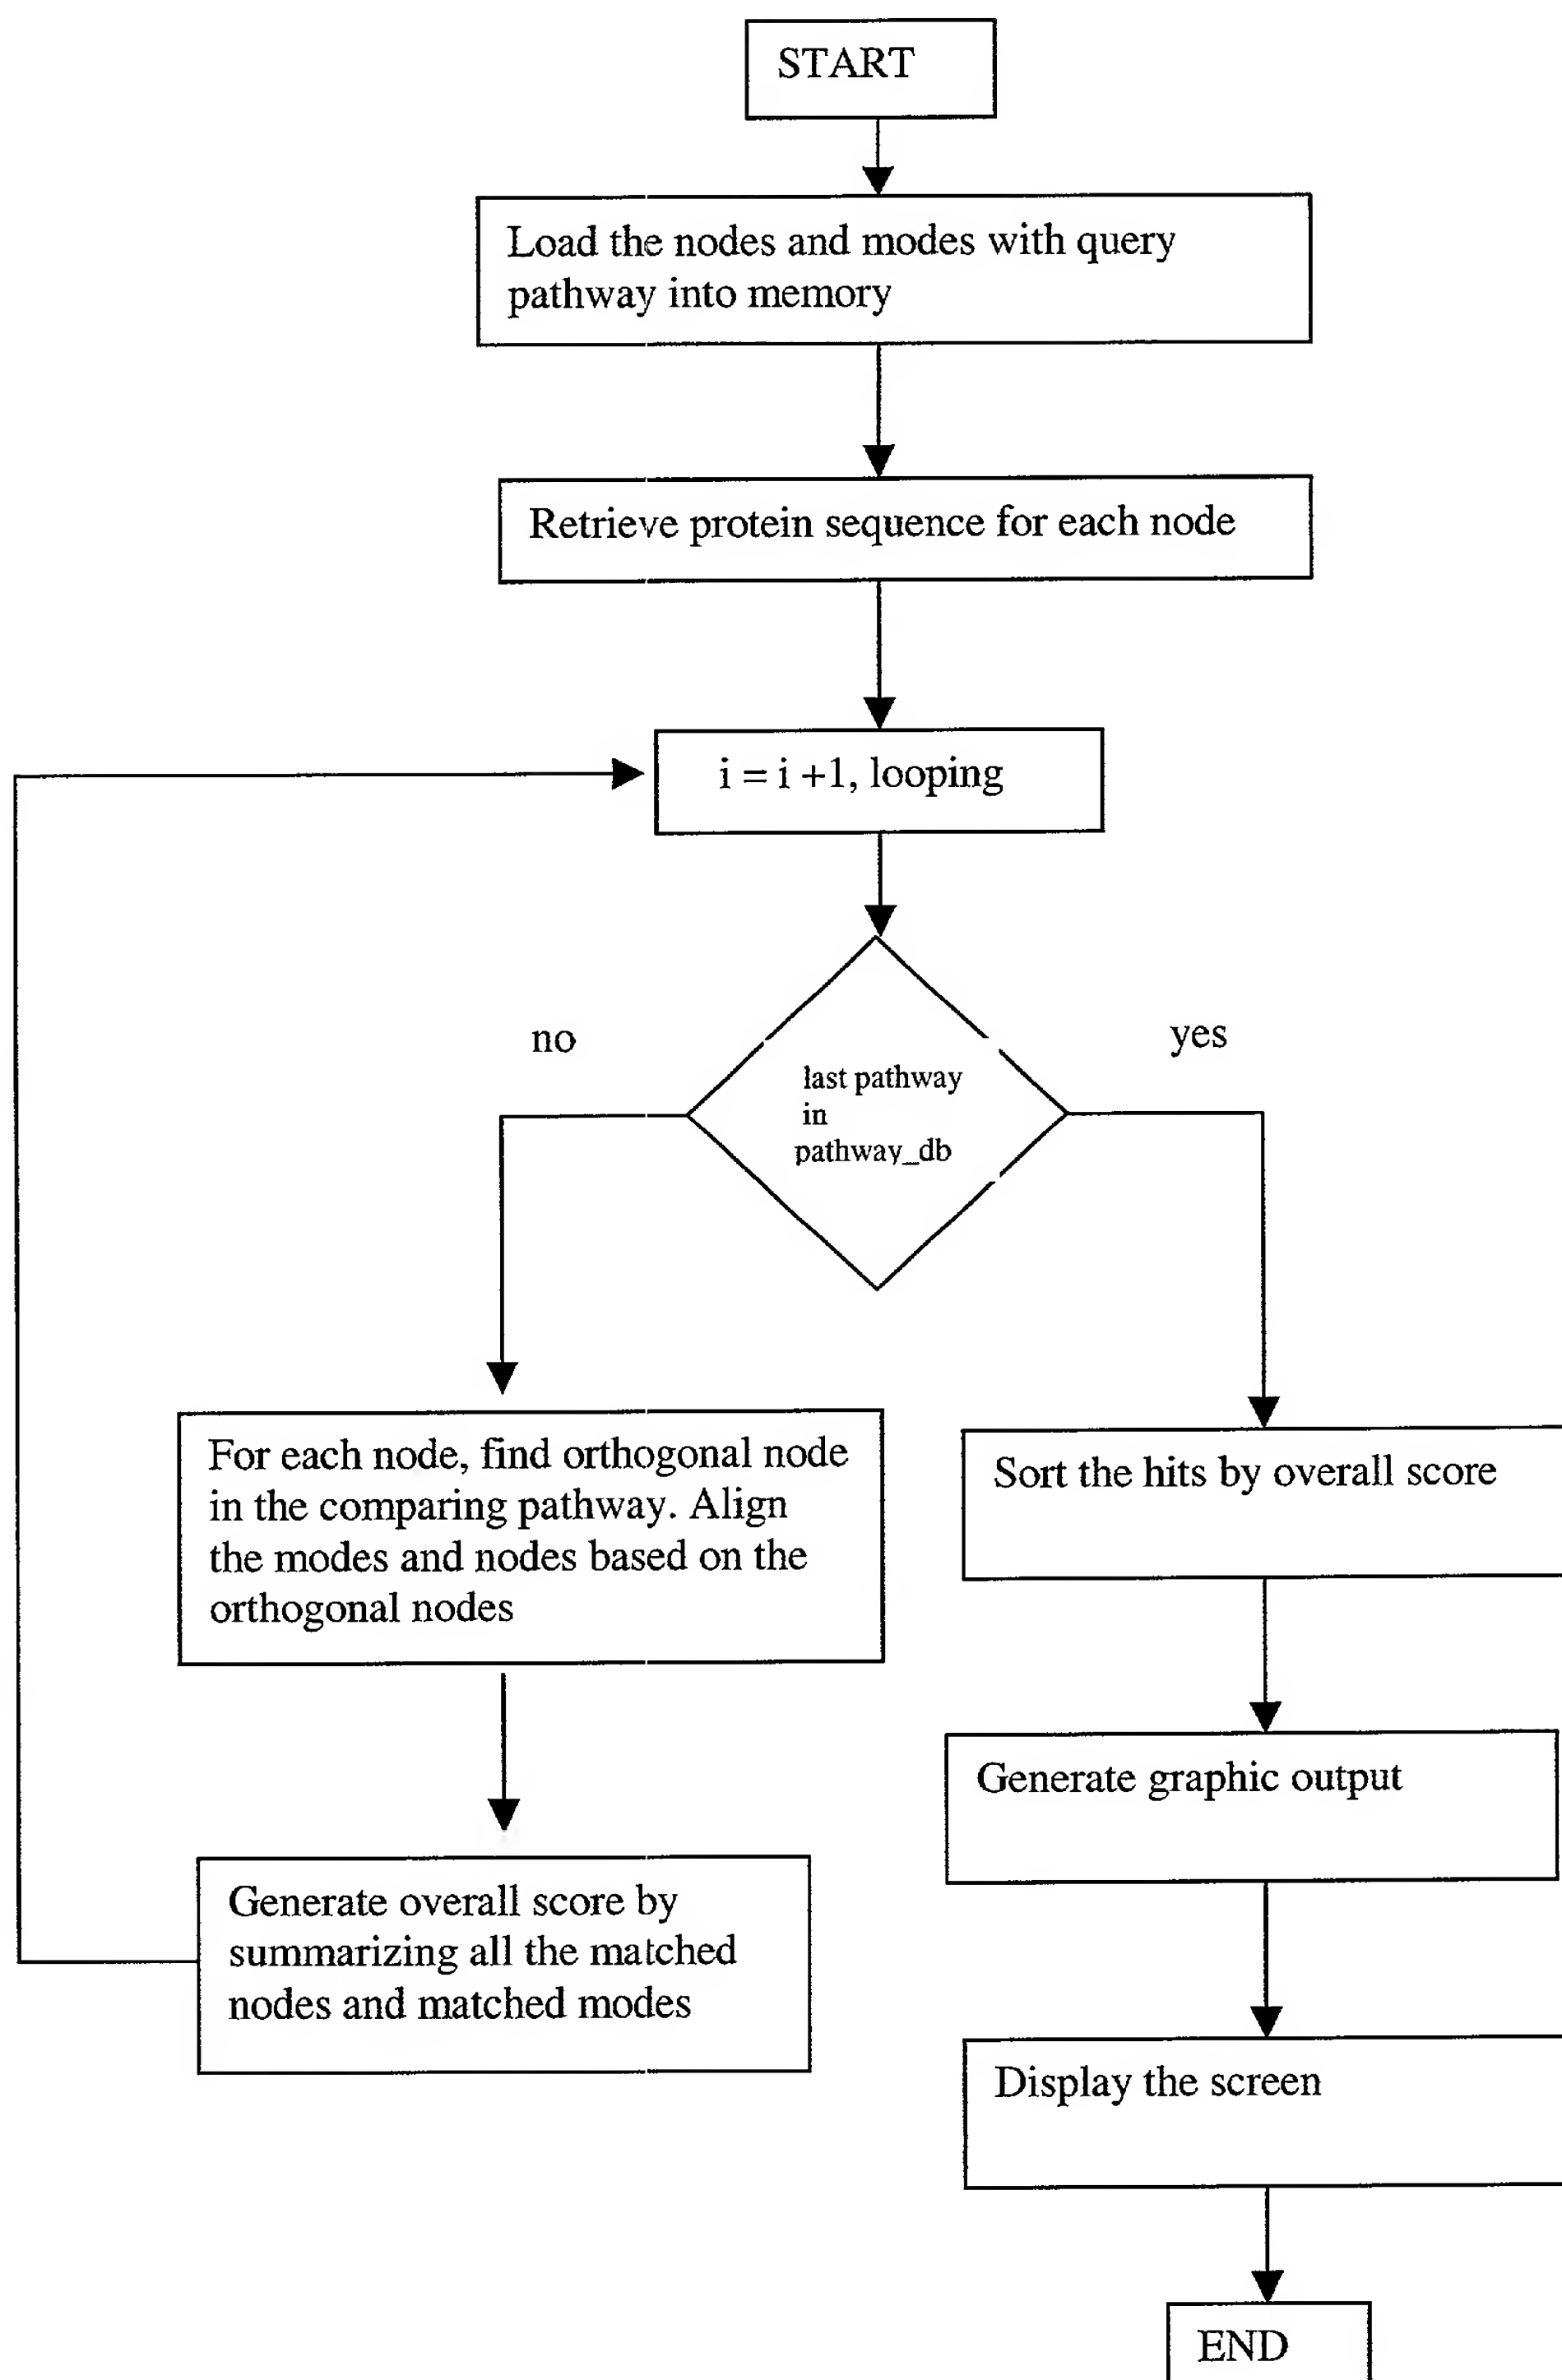 START
Load the nodes and modes with query
pathway into memory
Retrieve protein sequence for each node
i = i +1, looping
no
yes
last pathway
in
pathway_db
For each node, find orthogonal node
in the comparing pathway. Align
the modes and nodes based on the
orthogonal nodes
Sort the hits by overall score
Generate graphic output
Generate overall score by
summarizing all the matched
nodes and matched modes
Display the screen
END